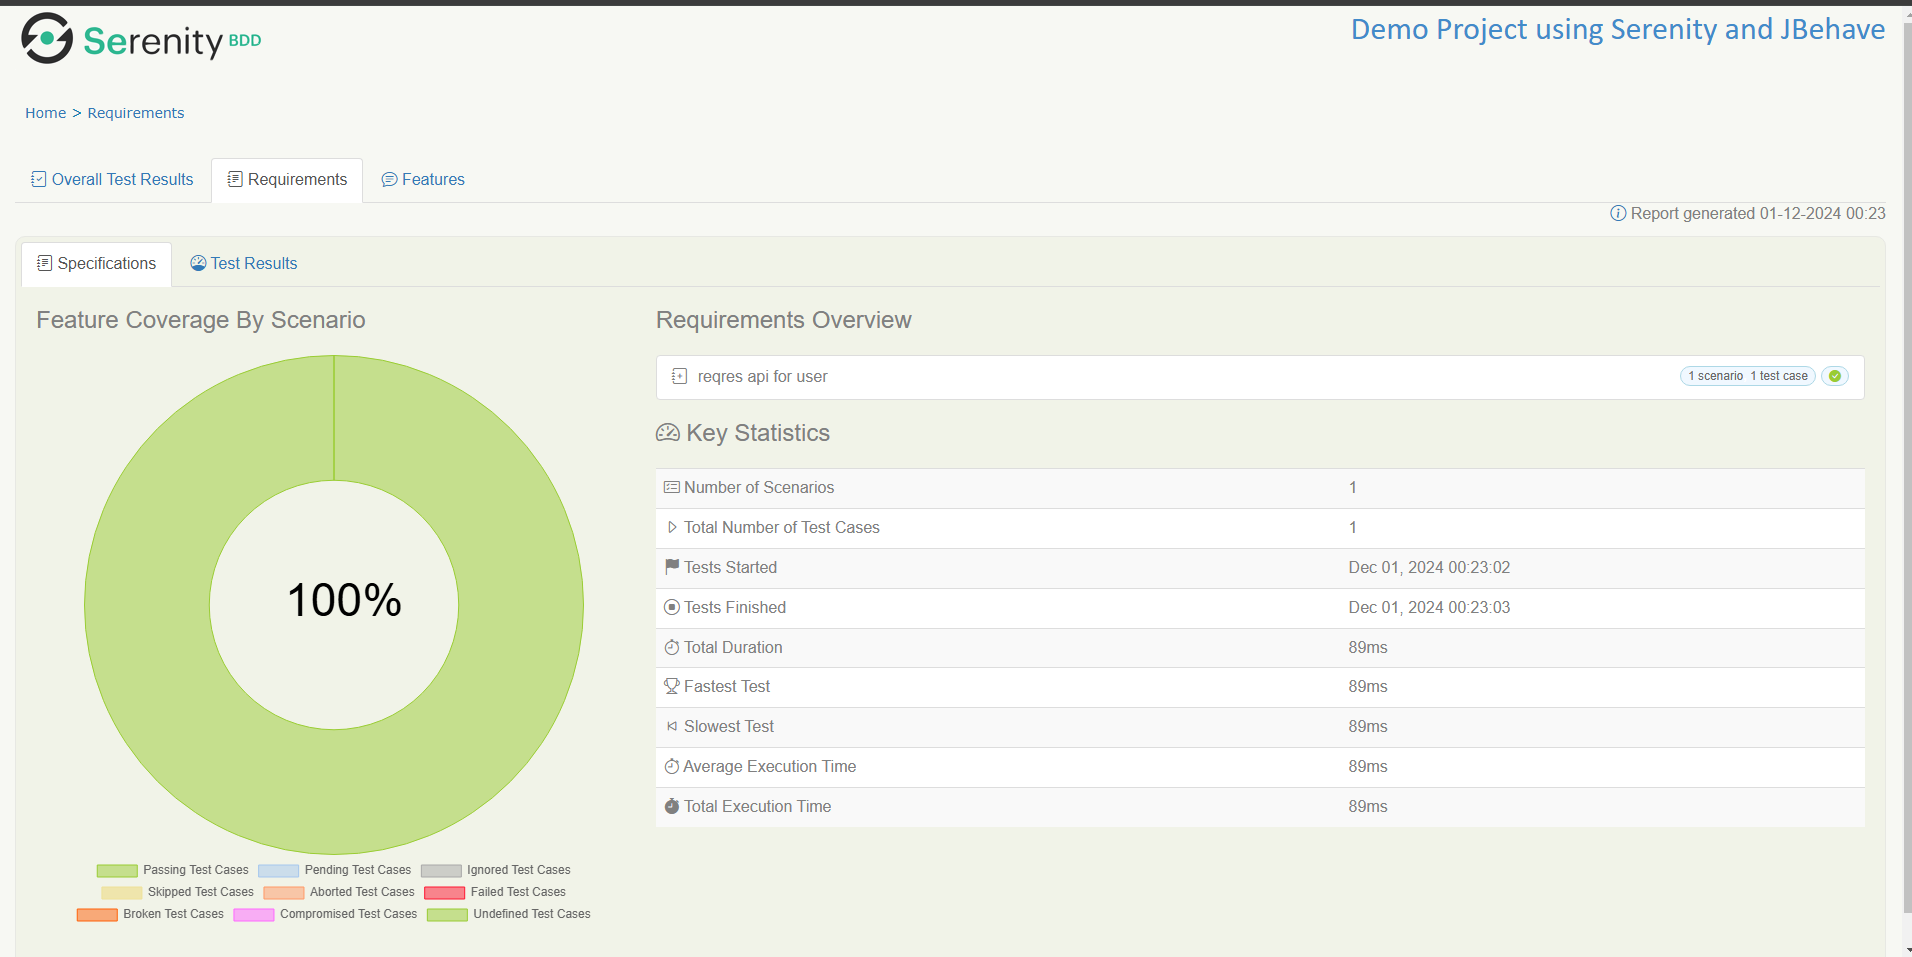 Serenity BDD
Demo Project using Serenity and JBehave
Home > Requirements
Overall Test Results
Requirements
Features
Report generated 01-12-2024 00:23
Specifications
Test Results
Feature Coverage By Scenario
100%
Passing Test Cases Pending Test Cases Ignored Test Cases
Skipped Test Cases Aborted Test Cases Failed Test Cases
Broken Test Cases Compromised Test Cases Undefined Test Cases
Requirements Overview
reqres api for user 1 scenario 1 test case
Key Statistics
Number of Scenarios 1
Total Number of Test Cases 1
Tests Started Dec 01, 2024 00:23:02
Tests Finished Dec 01, 2024 00:23:03
Total Duration 89ms
Fastest Test 89ms
Slowest Test 89ms
Average Execution Time 89ms
Total Execution Time 89ms